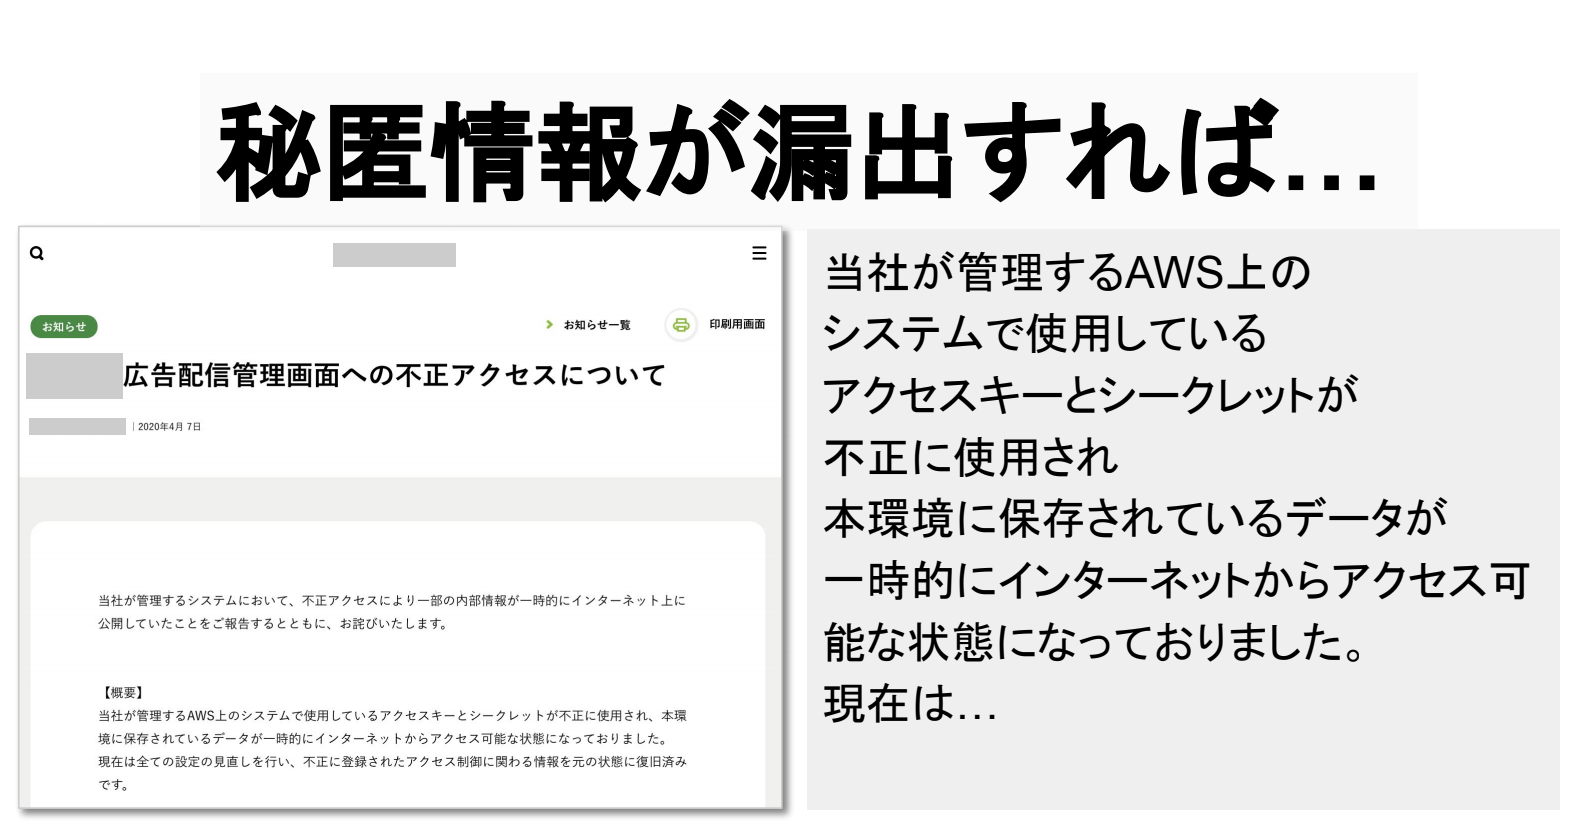 秘匿情報が漏出すれば...
お知らせ
お知らせ一覧
印刷用画面
広告配信管理画面への不正アクセスについて
| 2020年4月 7日
当社が管理するシステムにおいて、不正アクセスにより一部の内部情報が一時的にインターネット上に
公開していたことをご報告するとともに、お詫びいたします。
【概要】
当社が管理するAWS上のシステムで使用しているアクセスキーとシークレットが不正に使用され、本環
境に保存されているデータが一時的にインターネットからアクセス可能な状態になっておりました。
現在は全ての設定の見直しを行い、不正に登録されたアクセス制御に関わる情報を元の状態に復旧済み
です。
当社が管理するAWS上の
システムで使用している
アクセスキーとシークレットが
不正に使用され
本環境に保存されているデータが
一時的にインターネットからアクセス可
能な状態になっておりました。
現在は...